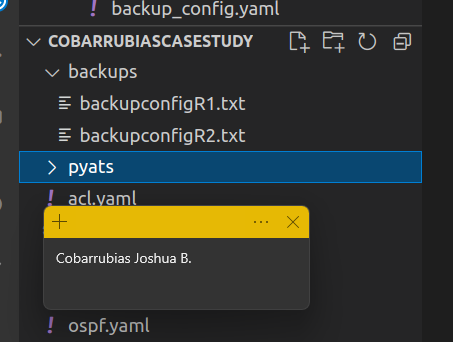 backup_config.yaml
COBARRUBIASCASESTUDY
backups
backupconfigR1.txt
backupconfigR2.txt
pyats
! acl.yaml
Cobarrubias Joshua B.
! ospf.yaml